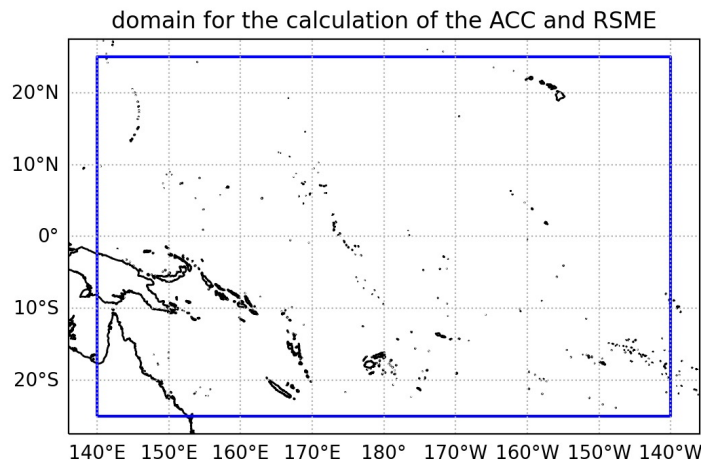 domain for the calculation of the ACC and RSME
20°N
10°N
0°
10°S
20°S
140°E 150°E 160°E 170°E 180° 170°W 160°W 150°W 140°W